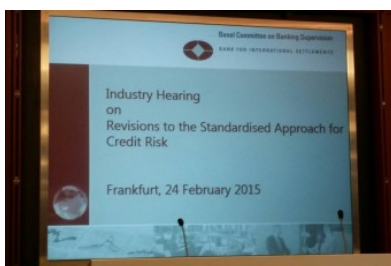 Basel Committee on Banking Supervision
BANK FOR INTERNATIONAL SETTLEMENTS
Industry Hearing
on
Revisions to the Standardised Approach for
Credit Risk
Frankfurt, 24 February 2015